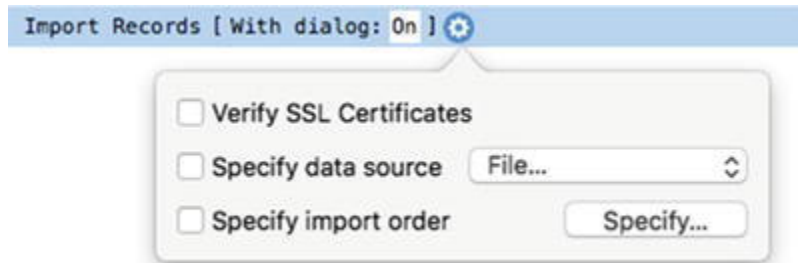 Import Records [ With dialog: On ]
Verify SSL Certificates
Specify data source File...
Specify import order Specify...